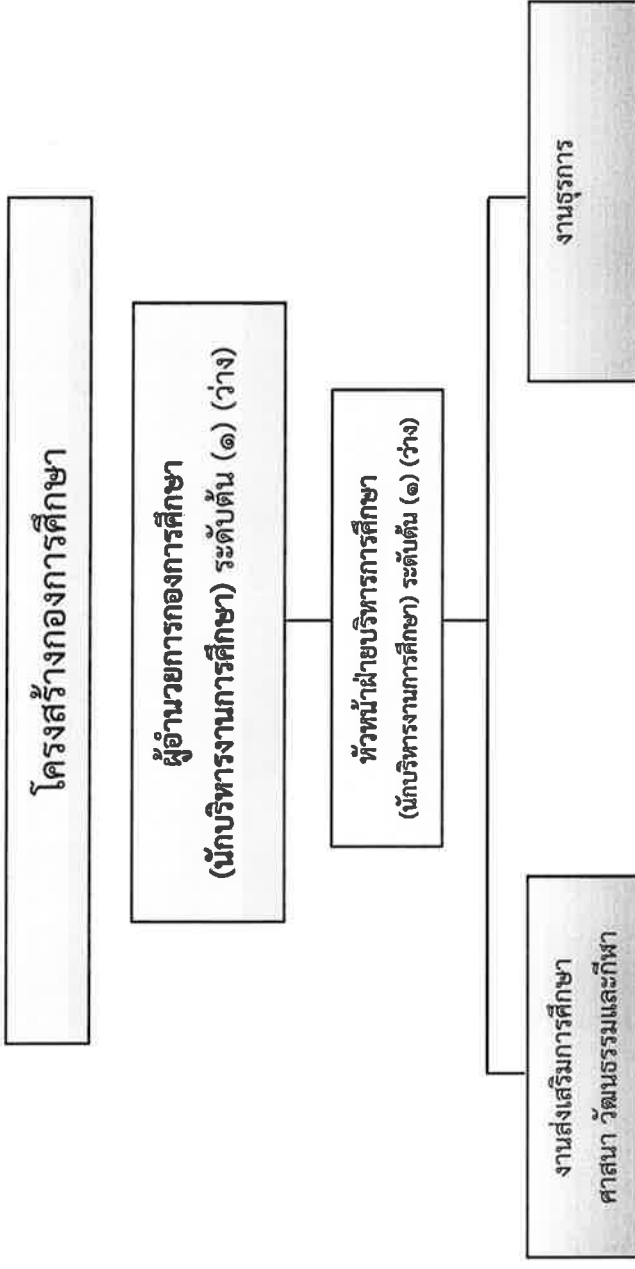 โครงสร้างกองการศึกษา
ผู้อำนวยการกองการศึกษา
(นักบริหารงานการศึกษา) ระดับต้น (๑) (ว่าง)
หัวหน้าฝ่ายบริหารการศึกษา
(นักบริหารงานการศึกษา) ระดับต้น (๑) (ว่าง)
งานส่งเสริมการศึกษา
ศาสนา วัฒนธรรมและกีฬา
งานธุรการ